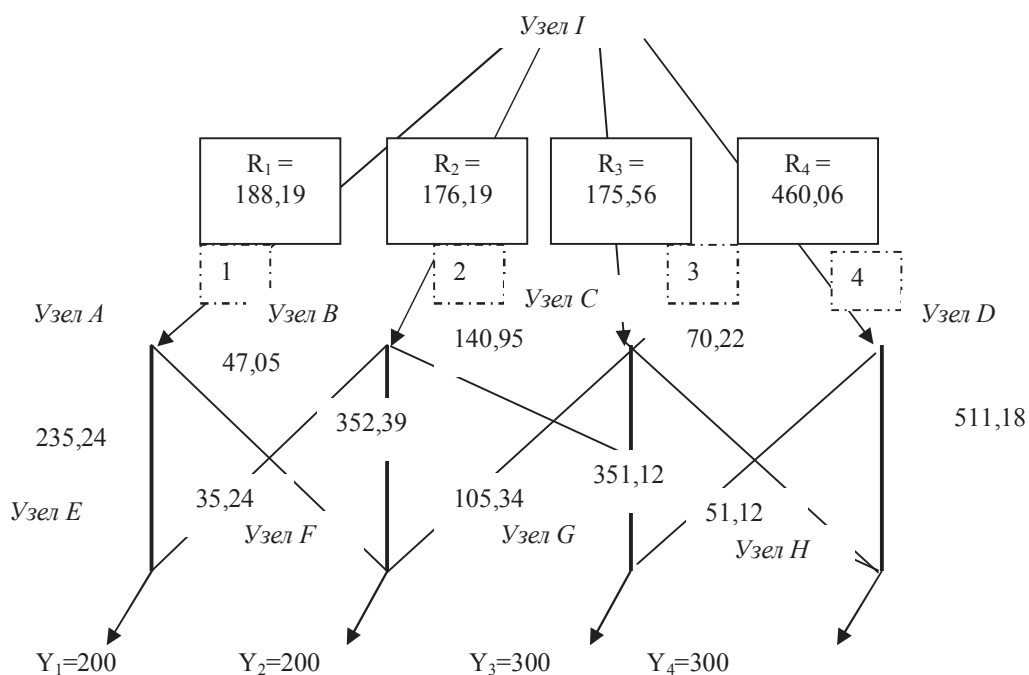 Узел I
R₁ =
188,19
R₂ =
176,19
R₃ =
175,56
R₄ =
460,06
1
2
3
4
Узел A
Узел B
Узел C
Узел D
47,05
140,95
70,22
235,24
352,39
351,12
511,18
35,24
105,34
51,12
Узел E
Узел F
Узел G
Узел H
Y₁=200
Y₂=200
Y₃=300
Y₄=300